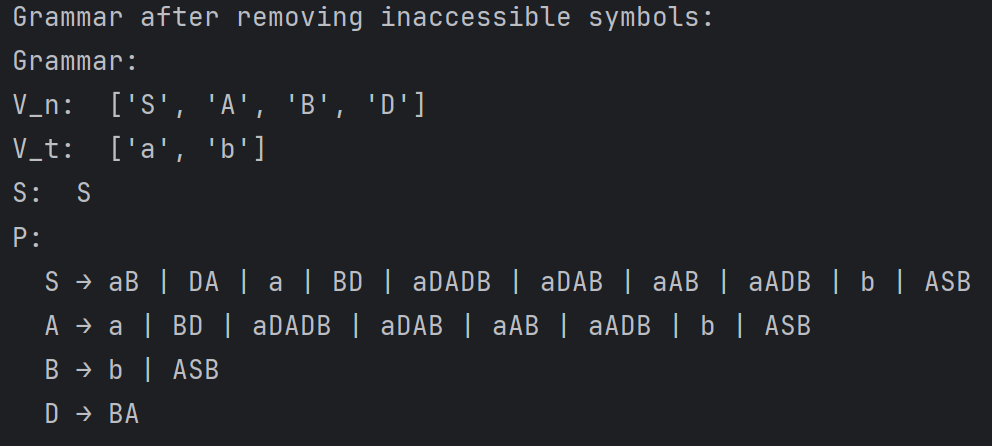 Grammar after removing inaccessible symbols:
Grammar:
V_n:  ['S', 'A', 'B', 'D']
V_t:  ['a', 'b']
S:  S
P:
  S → aB | DA | a | BD | aDADB | aDAB | aAB | aADB | b | ASB
  A → a | BD | aDADB | aDAB | aAB | aADB | b | ASB
  B → b | ASB
  D → BA